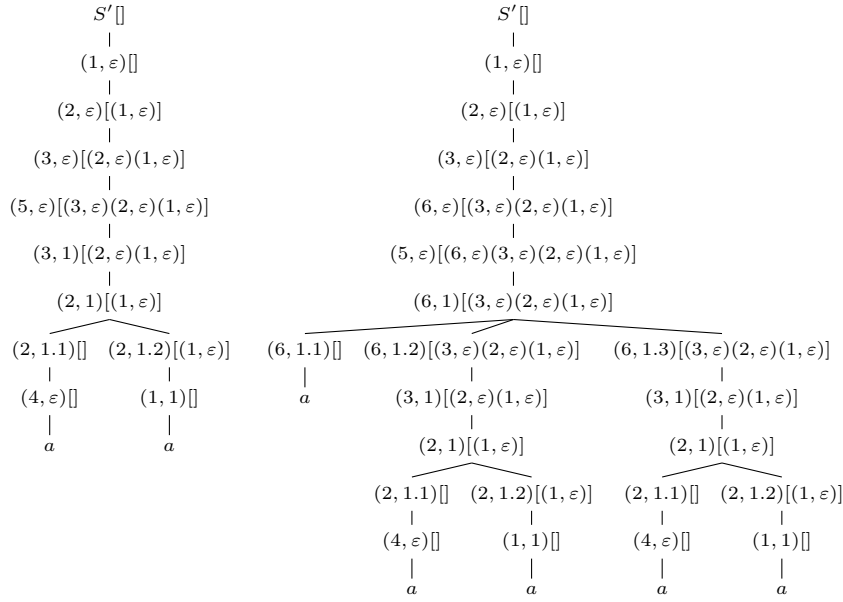 S′[] S′[]
(1, ε)[] (1, ε)[]
(2, ε)[(1, ε)] (2, ε)[(1, ε)]
(3, ε)[(2, ε)(1, ε)] (3, ε)[(2, ε)(1, ε)]
(5, ε)[(3, ε)(2, ε)(1, ε)] (6, ε)[(3, ε)(2, ε)(1, ε)]
(3, 1)[(2, ε)(1, ε)] (5, ε)[(6, ε)(3, ε)(2, ε)(1, ε)]
(2, 1)[(1, ε)] (6, 1)[(3, ε)(2, ε)(1, ε)]
(2, 1.1)[] (2, 1.2)[(1, ε)] (6, 1.1)[] (6, 1.2)[(3, ε)(2, ε)(1, ε)] (6, 1.3)[(3, ε)(2, ε)(1, ε)]
(4, ε)[] (1, 1)[] a (3, 1)[(2, ε)(1, ε)] (3, 1)[(2, ε)(1, ε)]
a a (2, 1)[(1, ε)] (2, 1)[(1, ε)]
(2, 1.1)[] (2, 1.2)[(1, ε)] (2, 1.1)[] (2, 1.2)[(1, ε)]
(4, ε)[] (1, 1)[] (4, ε)[] (1, 1)[]
a a a a